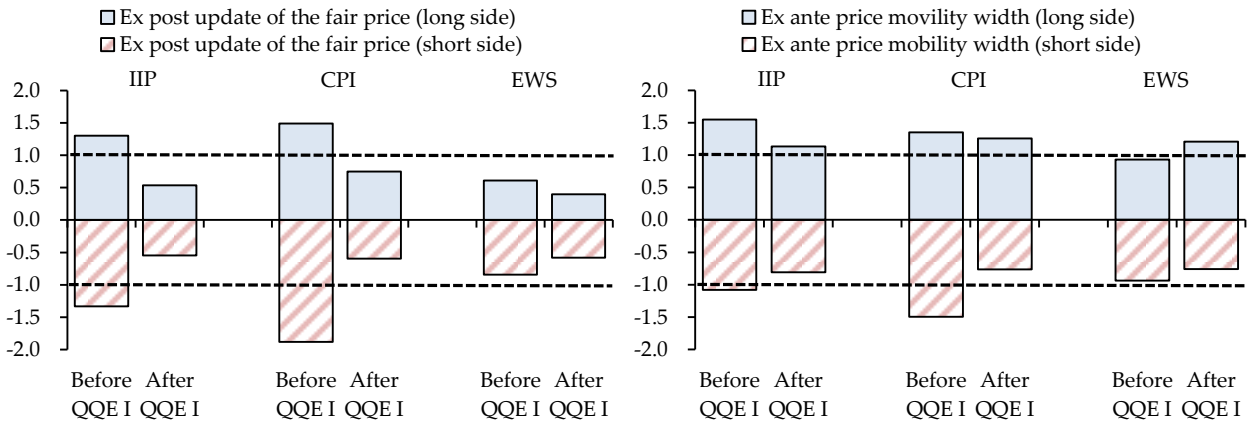 Ex post update of the fair price (long side)
Ex post update of the fair price (short side)
IIP CPI EWS
2.0
1.5
1.0
0.5
0.0
-0.5
-1.0
-1.5
-2.0
Before After Before After Before After
QQE I QQE I QQE I QQE I QQE I QQE I
Ex ante price movility width (long side)
Ex ante price mobility width (short side)
IIP CPI EWS
2.0
1.5
1.0
0.5
0.0
-0.5
-1.0
-1.5
-2.0
Before After Before After Before After
QQE I QQE I QQE I QQE I QQE I QQE I